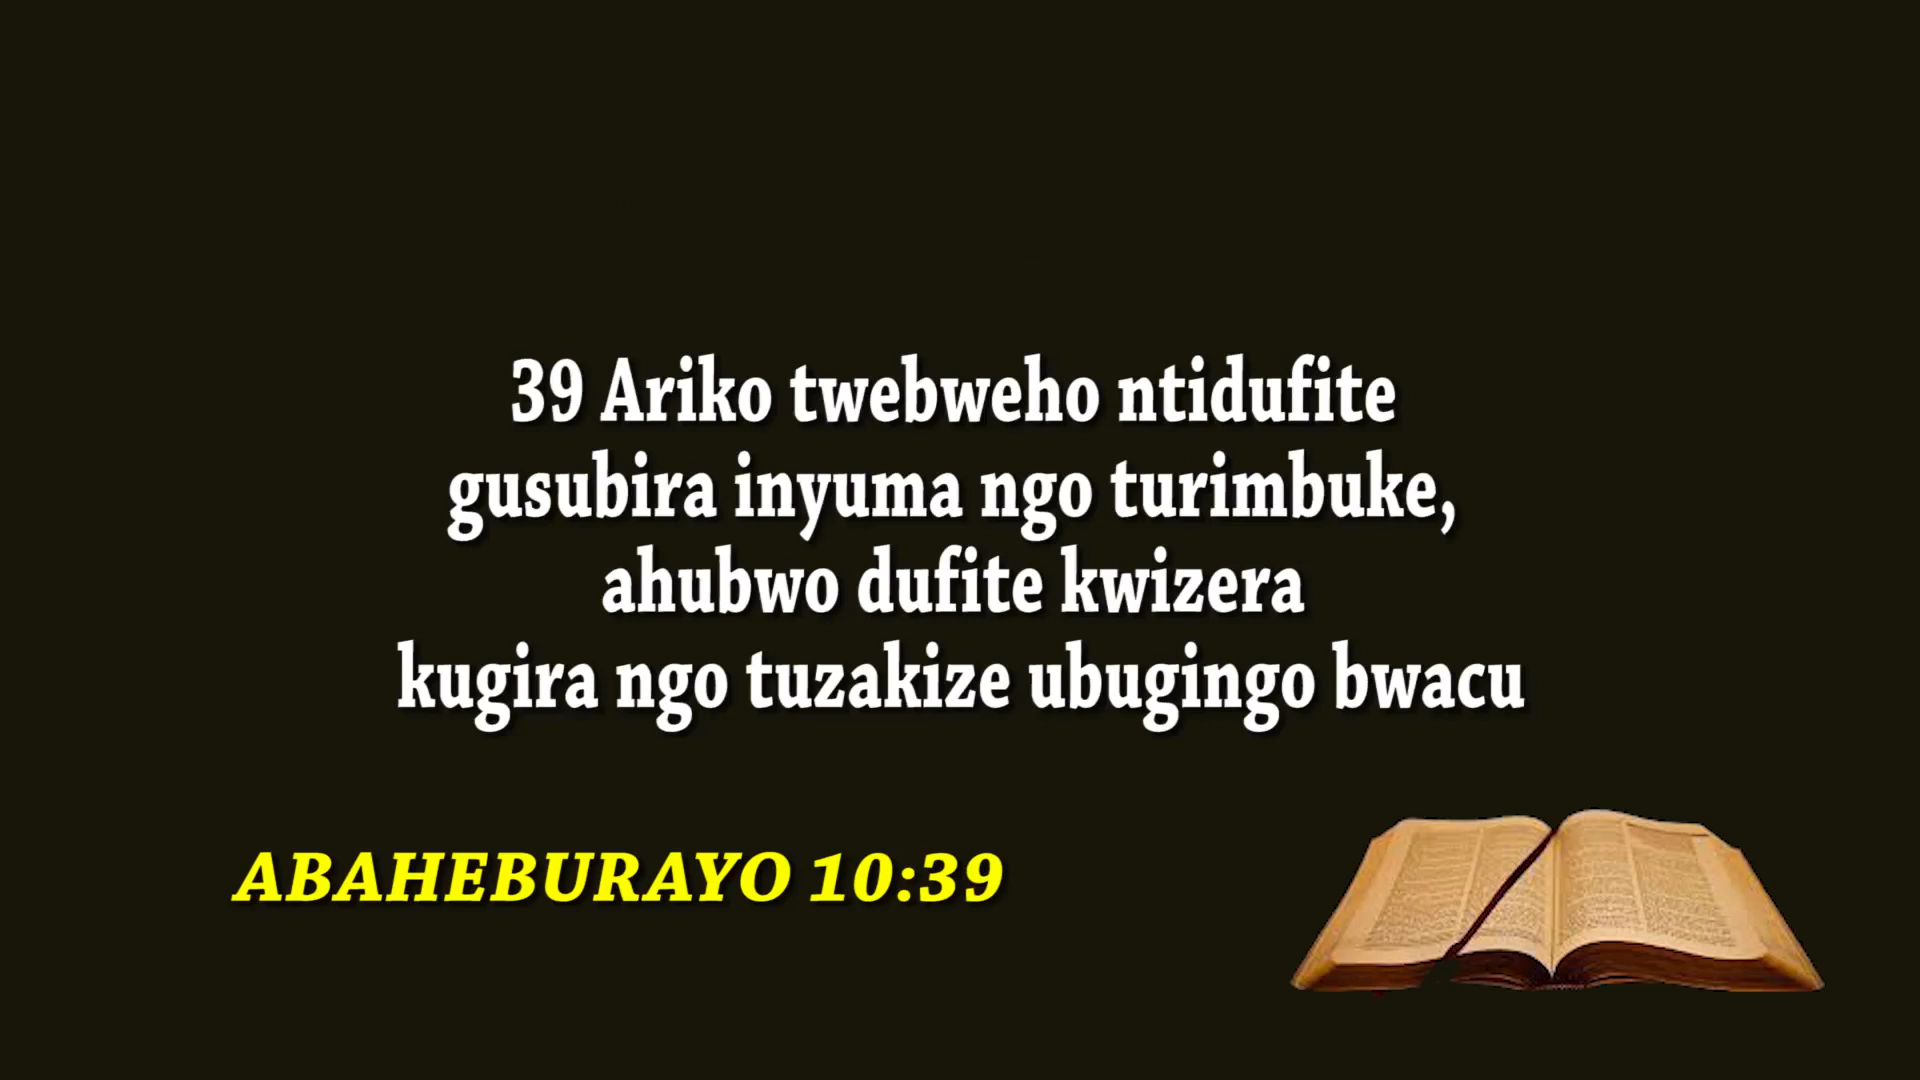 39 Ariko twebweho ntidufite
gusubira inyuma ngo turimbuke,
ahubwo dufite kwizera
kugira ngo tuzakize ubugingo bwacu
ABAHEBURAYO 10:39